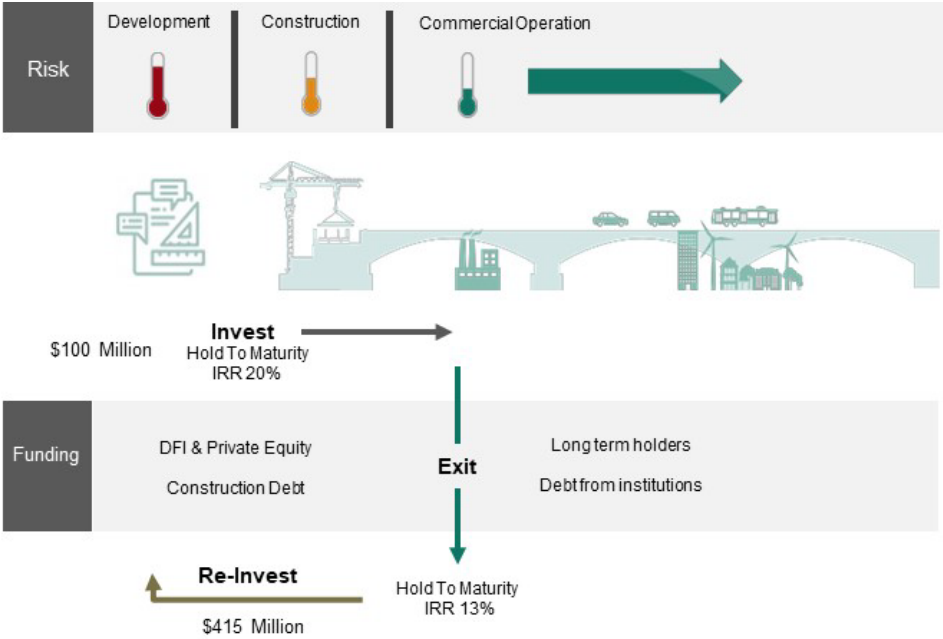 Development
Construction
Commercial Operation
Risk
Invest
$100 Million
Hold To Maturity
IRR 20%
Funding
DFI & Private Equity
Construction Debt
Exit
Long term holders
Debt from institutions
Re-Invest
$415 Million
Hold To Maturity
IRR 13%